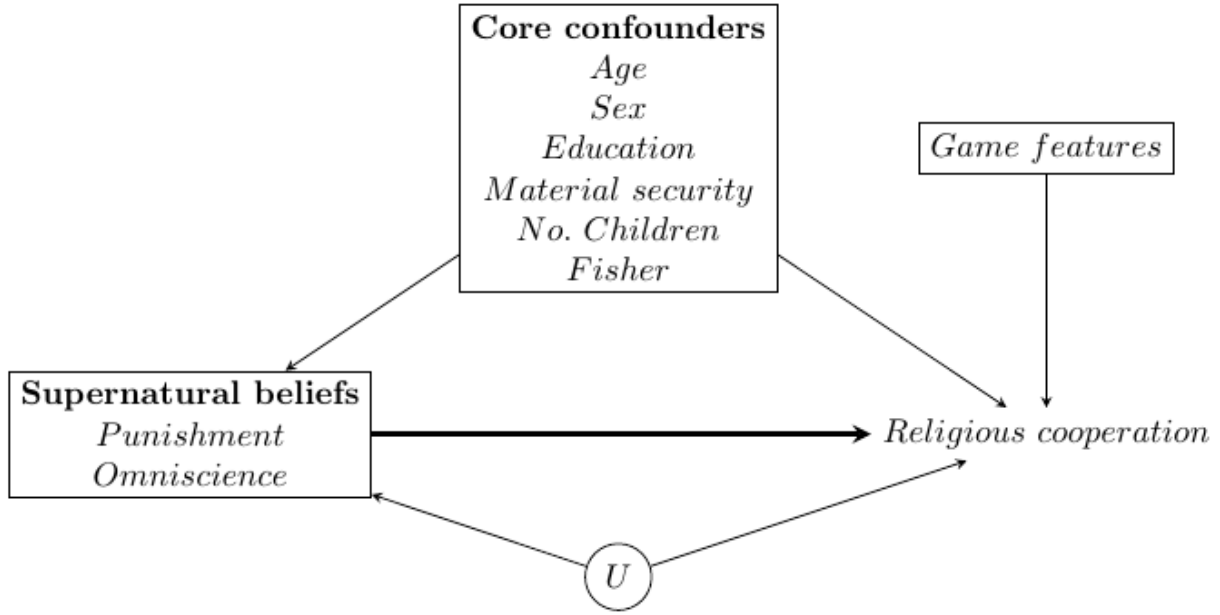 Core confounders
Age
Sex
Education
Material security
No. Children
Fisher
Game features
Supernatural beliefs
Punishment
Omniscience
Religious cooperation
U